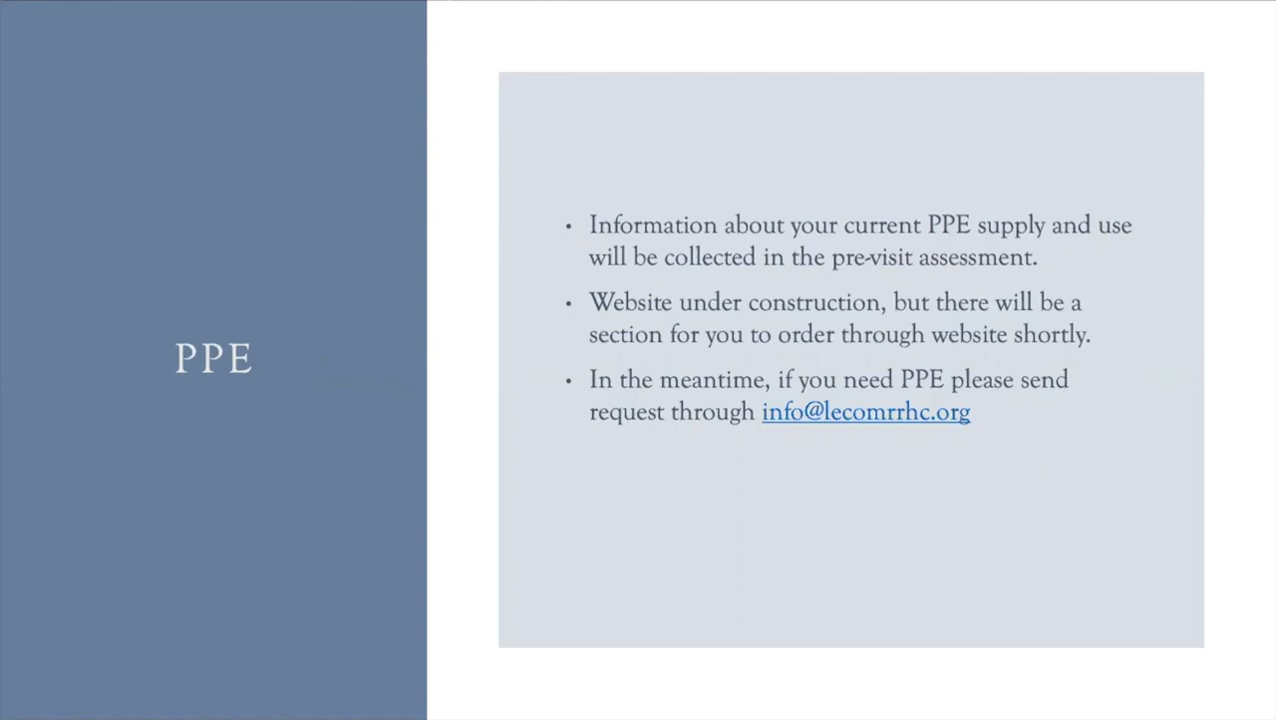 PPE
• Information about your current PPE supply and use
will be collected in the pre-visit assessment.
• Website under construction, but there will be a
section for you to order through website shortly.
• In the meantime, if you need PPE please send
request through info@lecomrrhc.org